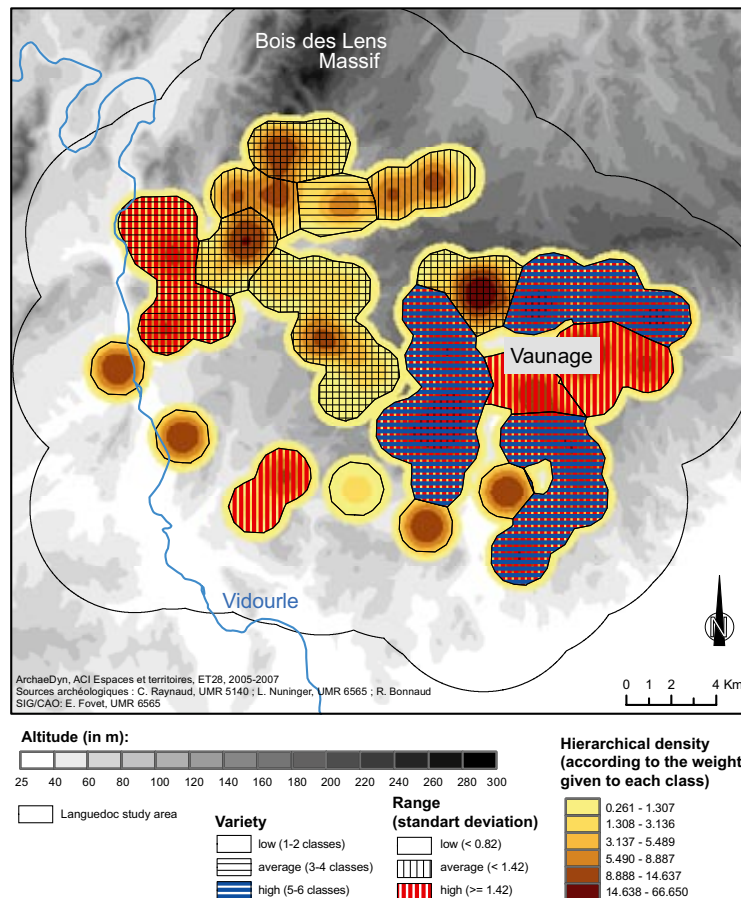 Bois des Lens
Massif
Vaunage
Vidourle
N
ArchaeDyn, ACI Espaces et territoires, ET28, 2005-2007
Sources archéologiques : C. Raynaud, UMR 5140 ; L. Nuninger, UMR 6565 ; R. Bonnaud
SIG/CAO: E. Fovet, UMR 6565
0 1 2 4 Km
Altitude (in m):
25 40 60 80 100 120 140 160 180 200 220 240 260 280 300
Languedoc study area
Variety
low (1-2 classes)
average (3-4 classes)
high (5-6 classes)
Range
(standart deviation)
low (< 0.82)
average (< 1.42)
high (>= 1.42)
Hierarchical density
(according to the weight
given to each class)
0.261 - 1.307
1.308 - 3.136
3.137 - 5.489
5.490 - 8.887
8.888 - 14.637
14.638 - 66.650